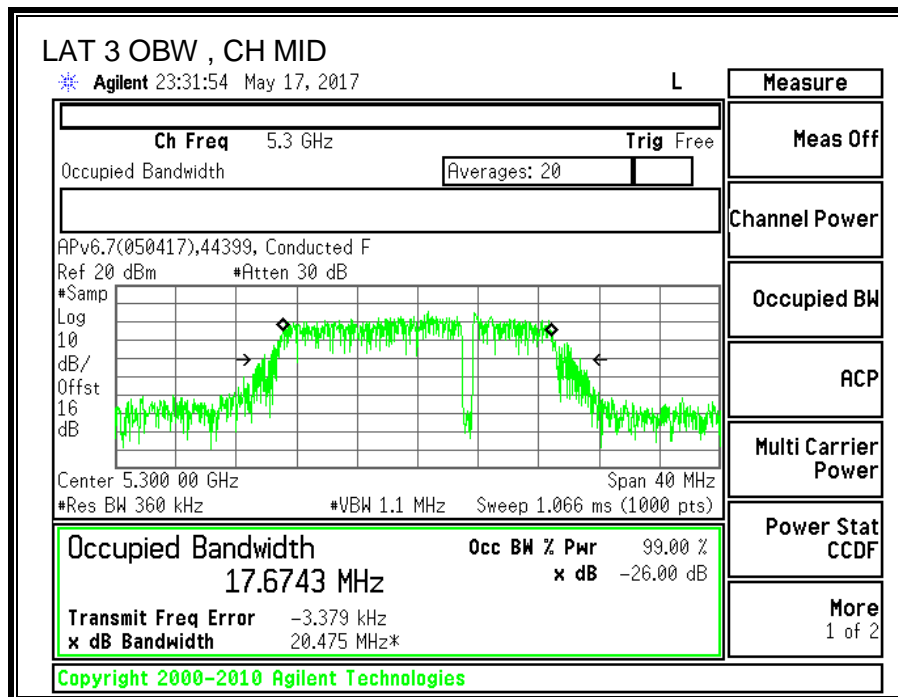 LAT 3 OBW , CH MID
Agilent 23:31:54 May 17, 2017 L
Measure
Ch Freq 5.3 GHz Trig Free
Meas Off
Occupied Bandwidth Averages: 20
Channel Power
APv6.7(050417),44399, Conducted F
Ref 20 dBm #Atten 30 dB
#Samp
Log
10
dB/
Offst
16
dB
Occupied BW
ACP
Multi Carrier
Power
Center 5.300 00 GHz Span 40 MHz
#Res BW 360 kHz #VBW 1.1 MHz Sweep 1.066 ms (1000 pts)
Power Stat
CCDF
Occupied Bandwidth Occ BW % Pwr 99.00 %
17.6743 MHz x dB -26.00 dB
Transmit Freq Error -3.379 kHz
x dB Bandwidth 20.475 MHz*
More
1 of 2
Copyright 2000-2010 Agilent Technologies